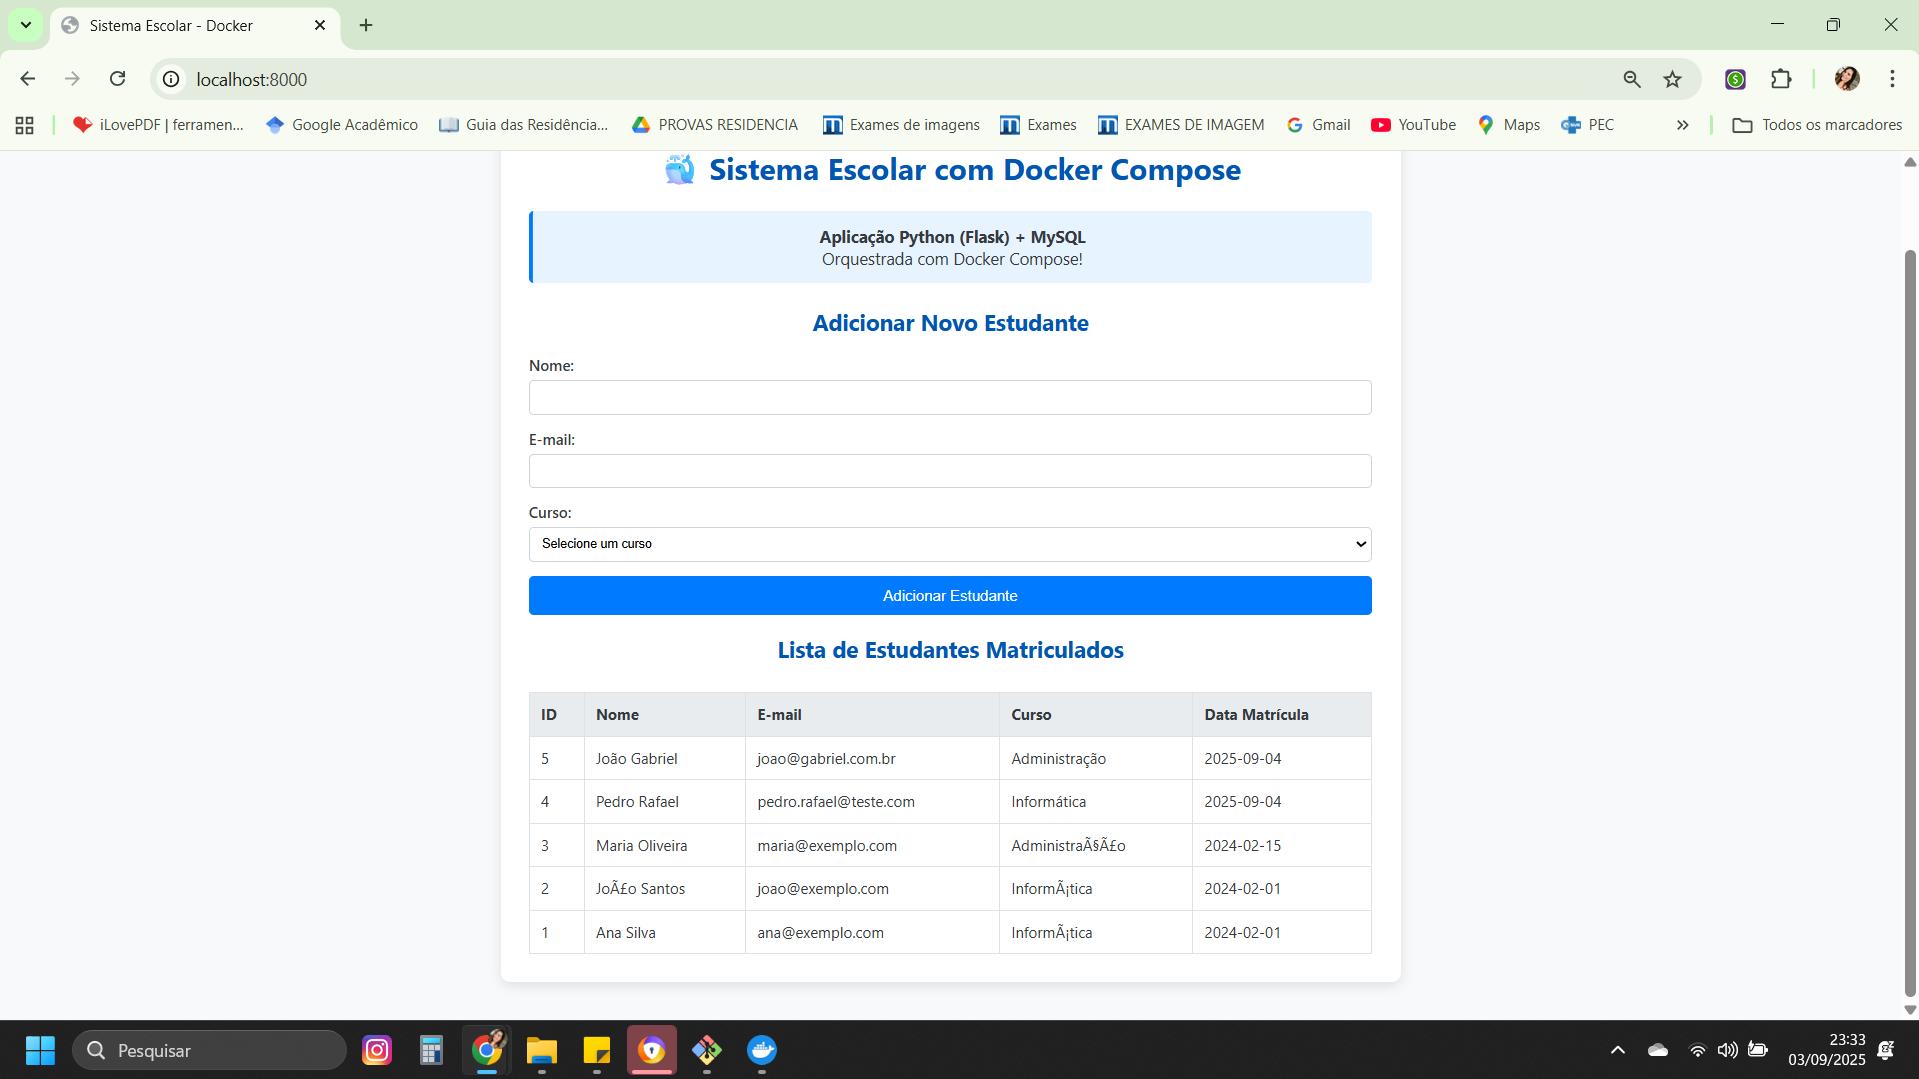 Sistema Escolar - Docker
localhost:8000
iLovePDF | ferramen...
Google Acadêmico
Guia das Residência...
PROVAS RESIDENCIA
Exames de imagens
Exames
EXAMES DE IMAGEM
Gmail
YouTube
Maps
PEC
Todos os marcadores
Sistema Escolar com Docker Compose
Aplicação Python (Flask) + MySQL
Orquestrada com Docker Compose!
Adicionar Novo Estudante
Nome:
E-mail:
Curso:
Selecione um curso
Adicionar Estudante
Lista de Estudantes Matriculados
ID Nome E-mail Curso Data Matrícula
5 João Gabriel joao@gabriel.com.br Administração 2025-09-04
4 Pedro Rafael pedro.rafael@teste.com Informática 2025-09-04
3 Maria Oliveira maria@exemplo.com AdministraÃ§Ã£o 2024-02-15
2 JoÃ£o Santos joao@exemplo.com InformÃ¡tica 2024-02-01
1 Ana Silva ana@exemplo.com InformÃ¡tica 2024-02-01
Pesquisar
23:33
03/09/2025